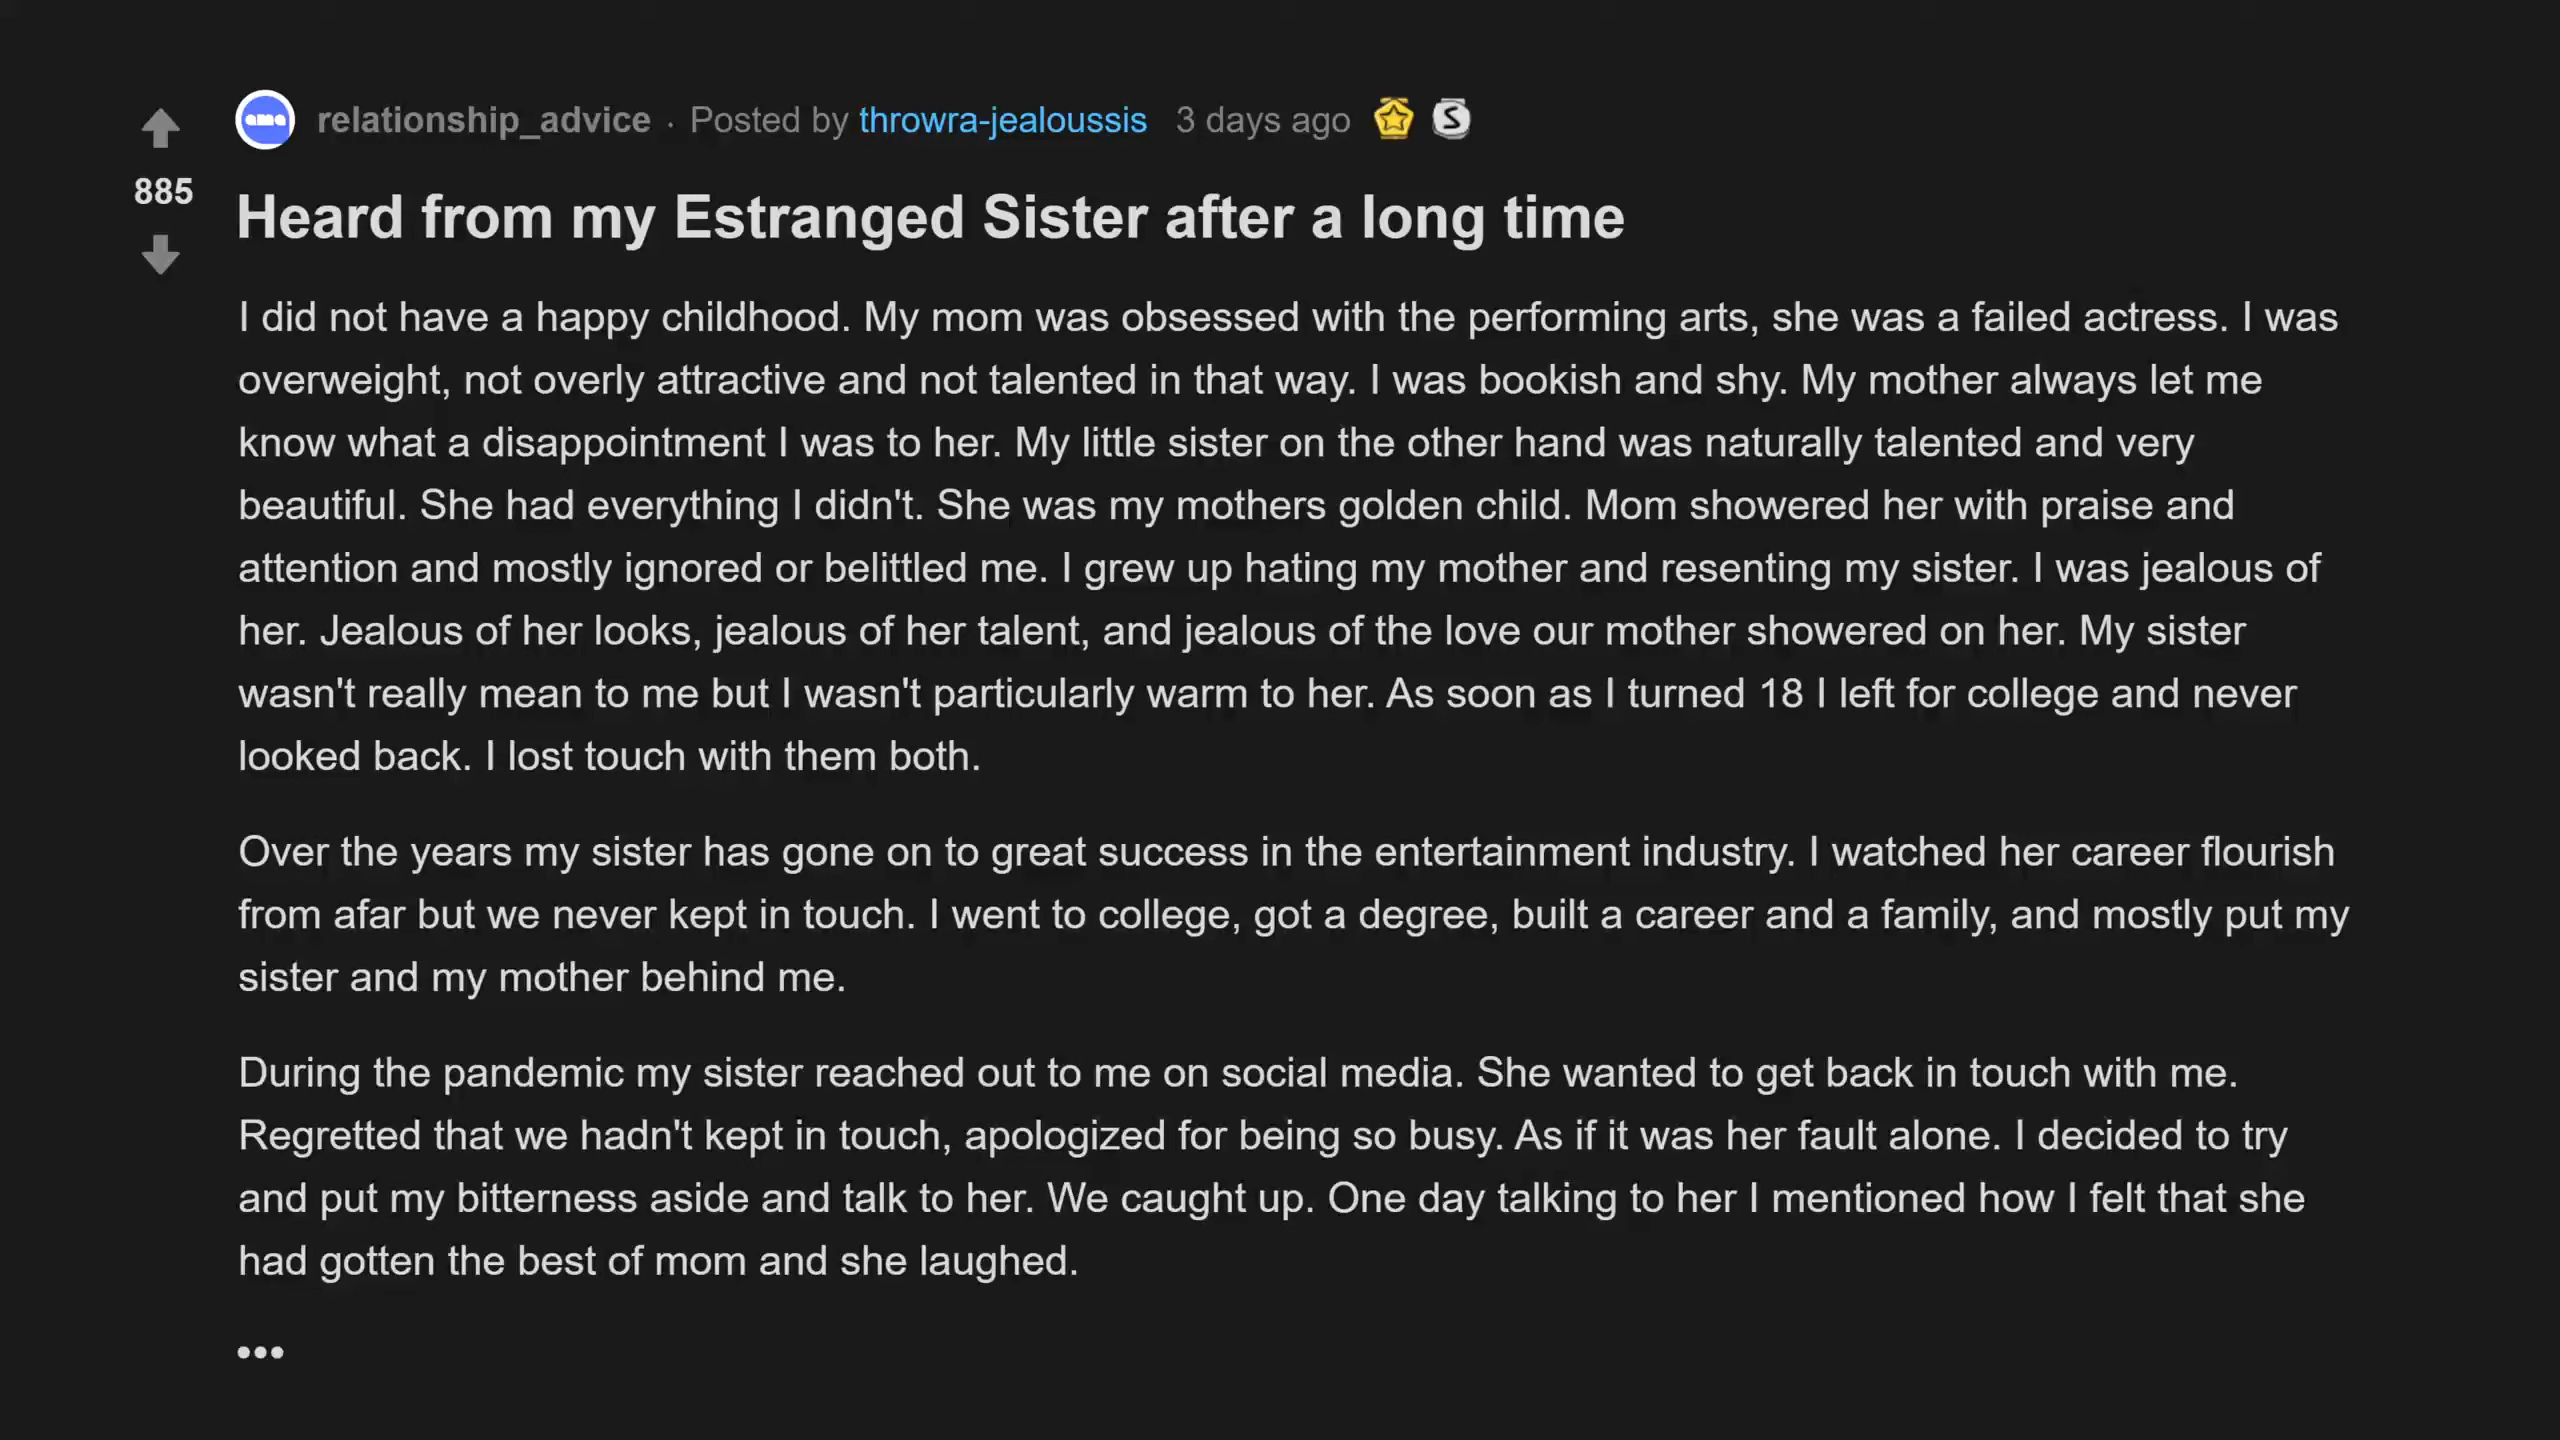 ama relationship_advice · Posted by throwra-jealoussis 3 days ago S
885
Heard from my Estranged Sister after a long time
I did not have a happy childhood. My mom was obsessed with the performing arts, she was a failed actress. I was
overweight, not overly attractive and not talented in that way. I was bookish and shy. My mother always let me
know what a disappointment I was to her. My little sister on the other hand was naturally talented and very
beautiful. She had everything I didn't. She was my mothers golden child. Mom showered her with praise and
attention and mostly ignored or belittled me. I grew up hating my mother and resenting my sister. I was jealous of
her. Jealous of her looks, jealous of her talent, and jealous of the love our mother showered on her. My sister
wasn't really mean to me but I wasn't particularly warm to her. As soon as I turned 18 I left for college and never
looked back. I lost touch with them both.
Over the years my sister has gone on to great success in the entertainment industry. I watched her career flourish
from afar but we never kept in touch. I went to college, got a degree, built a career and a family, and mostly put my
sister and my mother behind me.
During the pandemic my sister reached out to me on social media. She wanted to get back in touch with me.
Regretted that we hadn't kept in touch, apologized for being so busy. As if it was her fault alone. I decided to try
and put my bitterness aside and talk to her. We caught up. One day talking to her I mentioned how I felt that she
had gotten the best of mom and she laughed.
•••